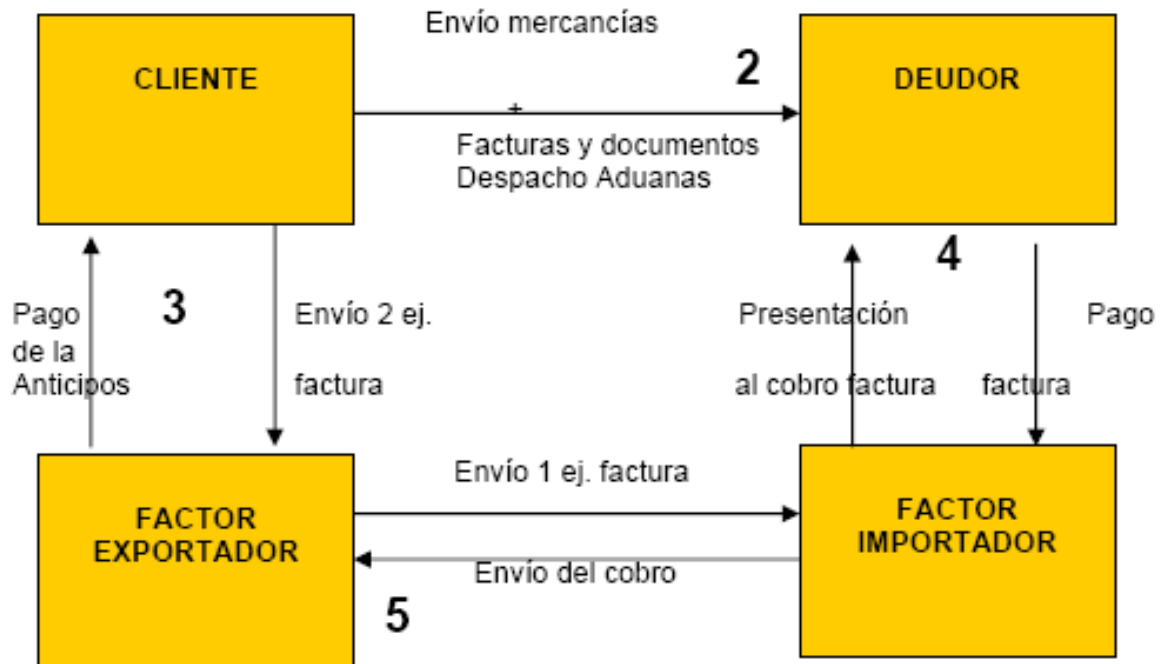 Envío mercancías
CLIENTE
2
DEUDOR
+
Facturas y documentos
Despacho Aduanas
4
3
Pago
de la
Anticipos
Envío 2 ej.
factura
Presentación
al cobro factura
Pago
factura
Envío 1 ej. factura
FACTOR
EXPORTADOR
FACTOR
IMPORTADOR
Envío del cobro
5